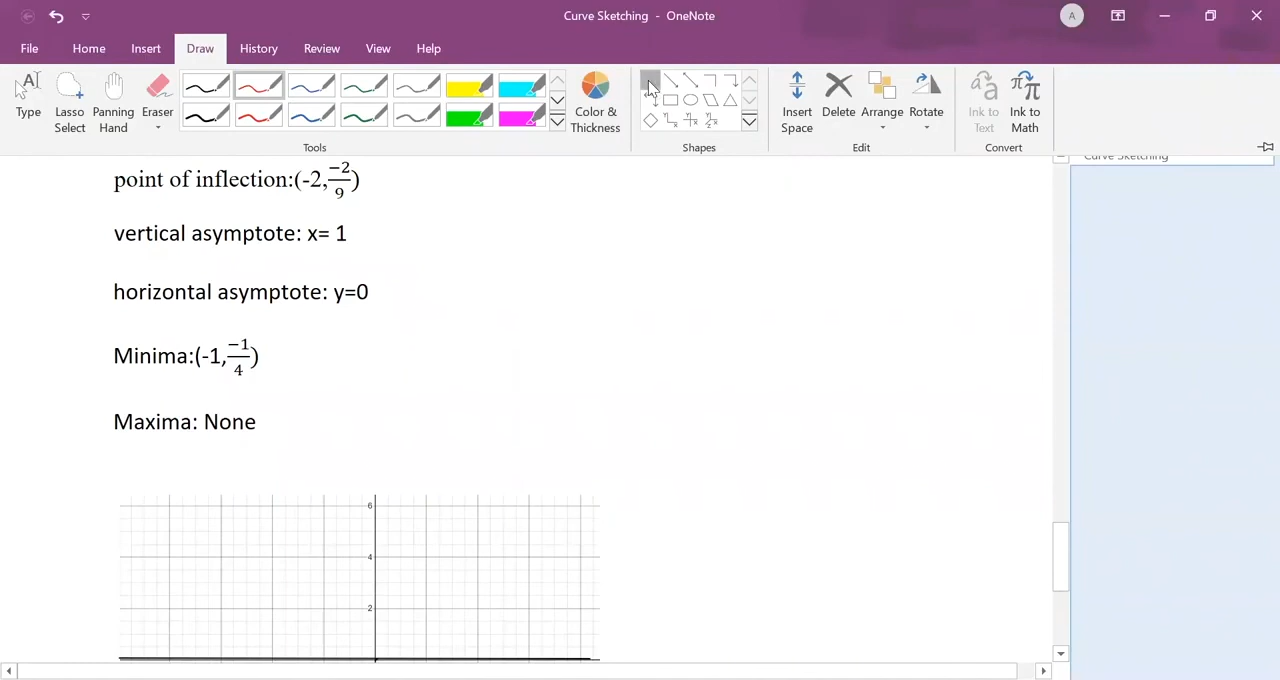 Curve Sketching - OneNote
A
File Home Insert Draw History Review View Help
Type
Lasso Select
Panning Hand
Eraser
Color & Thickness
Insert Space
Delete
Arrange
Rotate
Ink to Text
Ink to Math
Tools
Shapes
Edit
Convert
Curve Sketching
point of inflection:(-2,−2/9)
vertical asymptote: x= 1
horizontal asymptote: y=0
Minima:(-1,−1/4)
Maxima: None
6
4
2